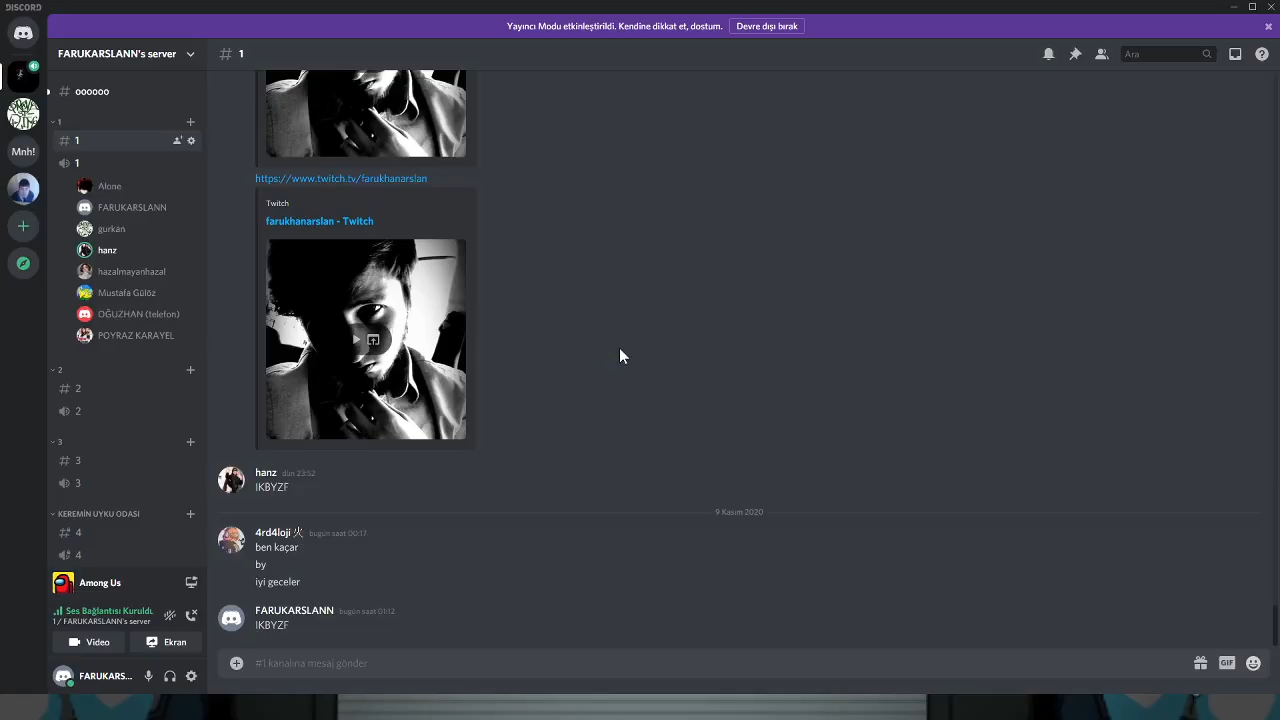 DISCORD
Yayıncı Modu etkinleştirildi. Kendine dikkat et, dostum.
Devre dışı bırak
FARUKARSLANN's server
# 1
Ara
# oooooo
1
# 1
1
Alone.
FARUKARSLANN
gurkan
hanz
hazalmayanhazal
Mustafa Gülöz
OĞUZHAN (telefon)
POYRAZ KARAYEL
2
# 2
2
3
# 3
3
KEREMİN UYKU ODASI
# 4
4
Mnh!
Among Us
Ses Bağlantısı Kuruldu
1 / FARUKARSLANN's server
Video
Ekran
FARUKARS...
https://www.twitch.tv/farukhanarslan
Twitch
farukhanarslan - Twitch
hanz dün 23:52
IKBYZF
9 Kasım 2020
4rd4loji 火 bugün saat 00:17
ben kaçar
by
iyi geceler
FARUKARSLANN bugün saat 01:12
IKBYZF
#1 kanalına mesaj gönder
GIF